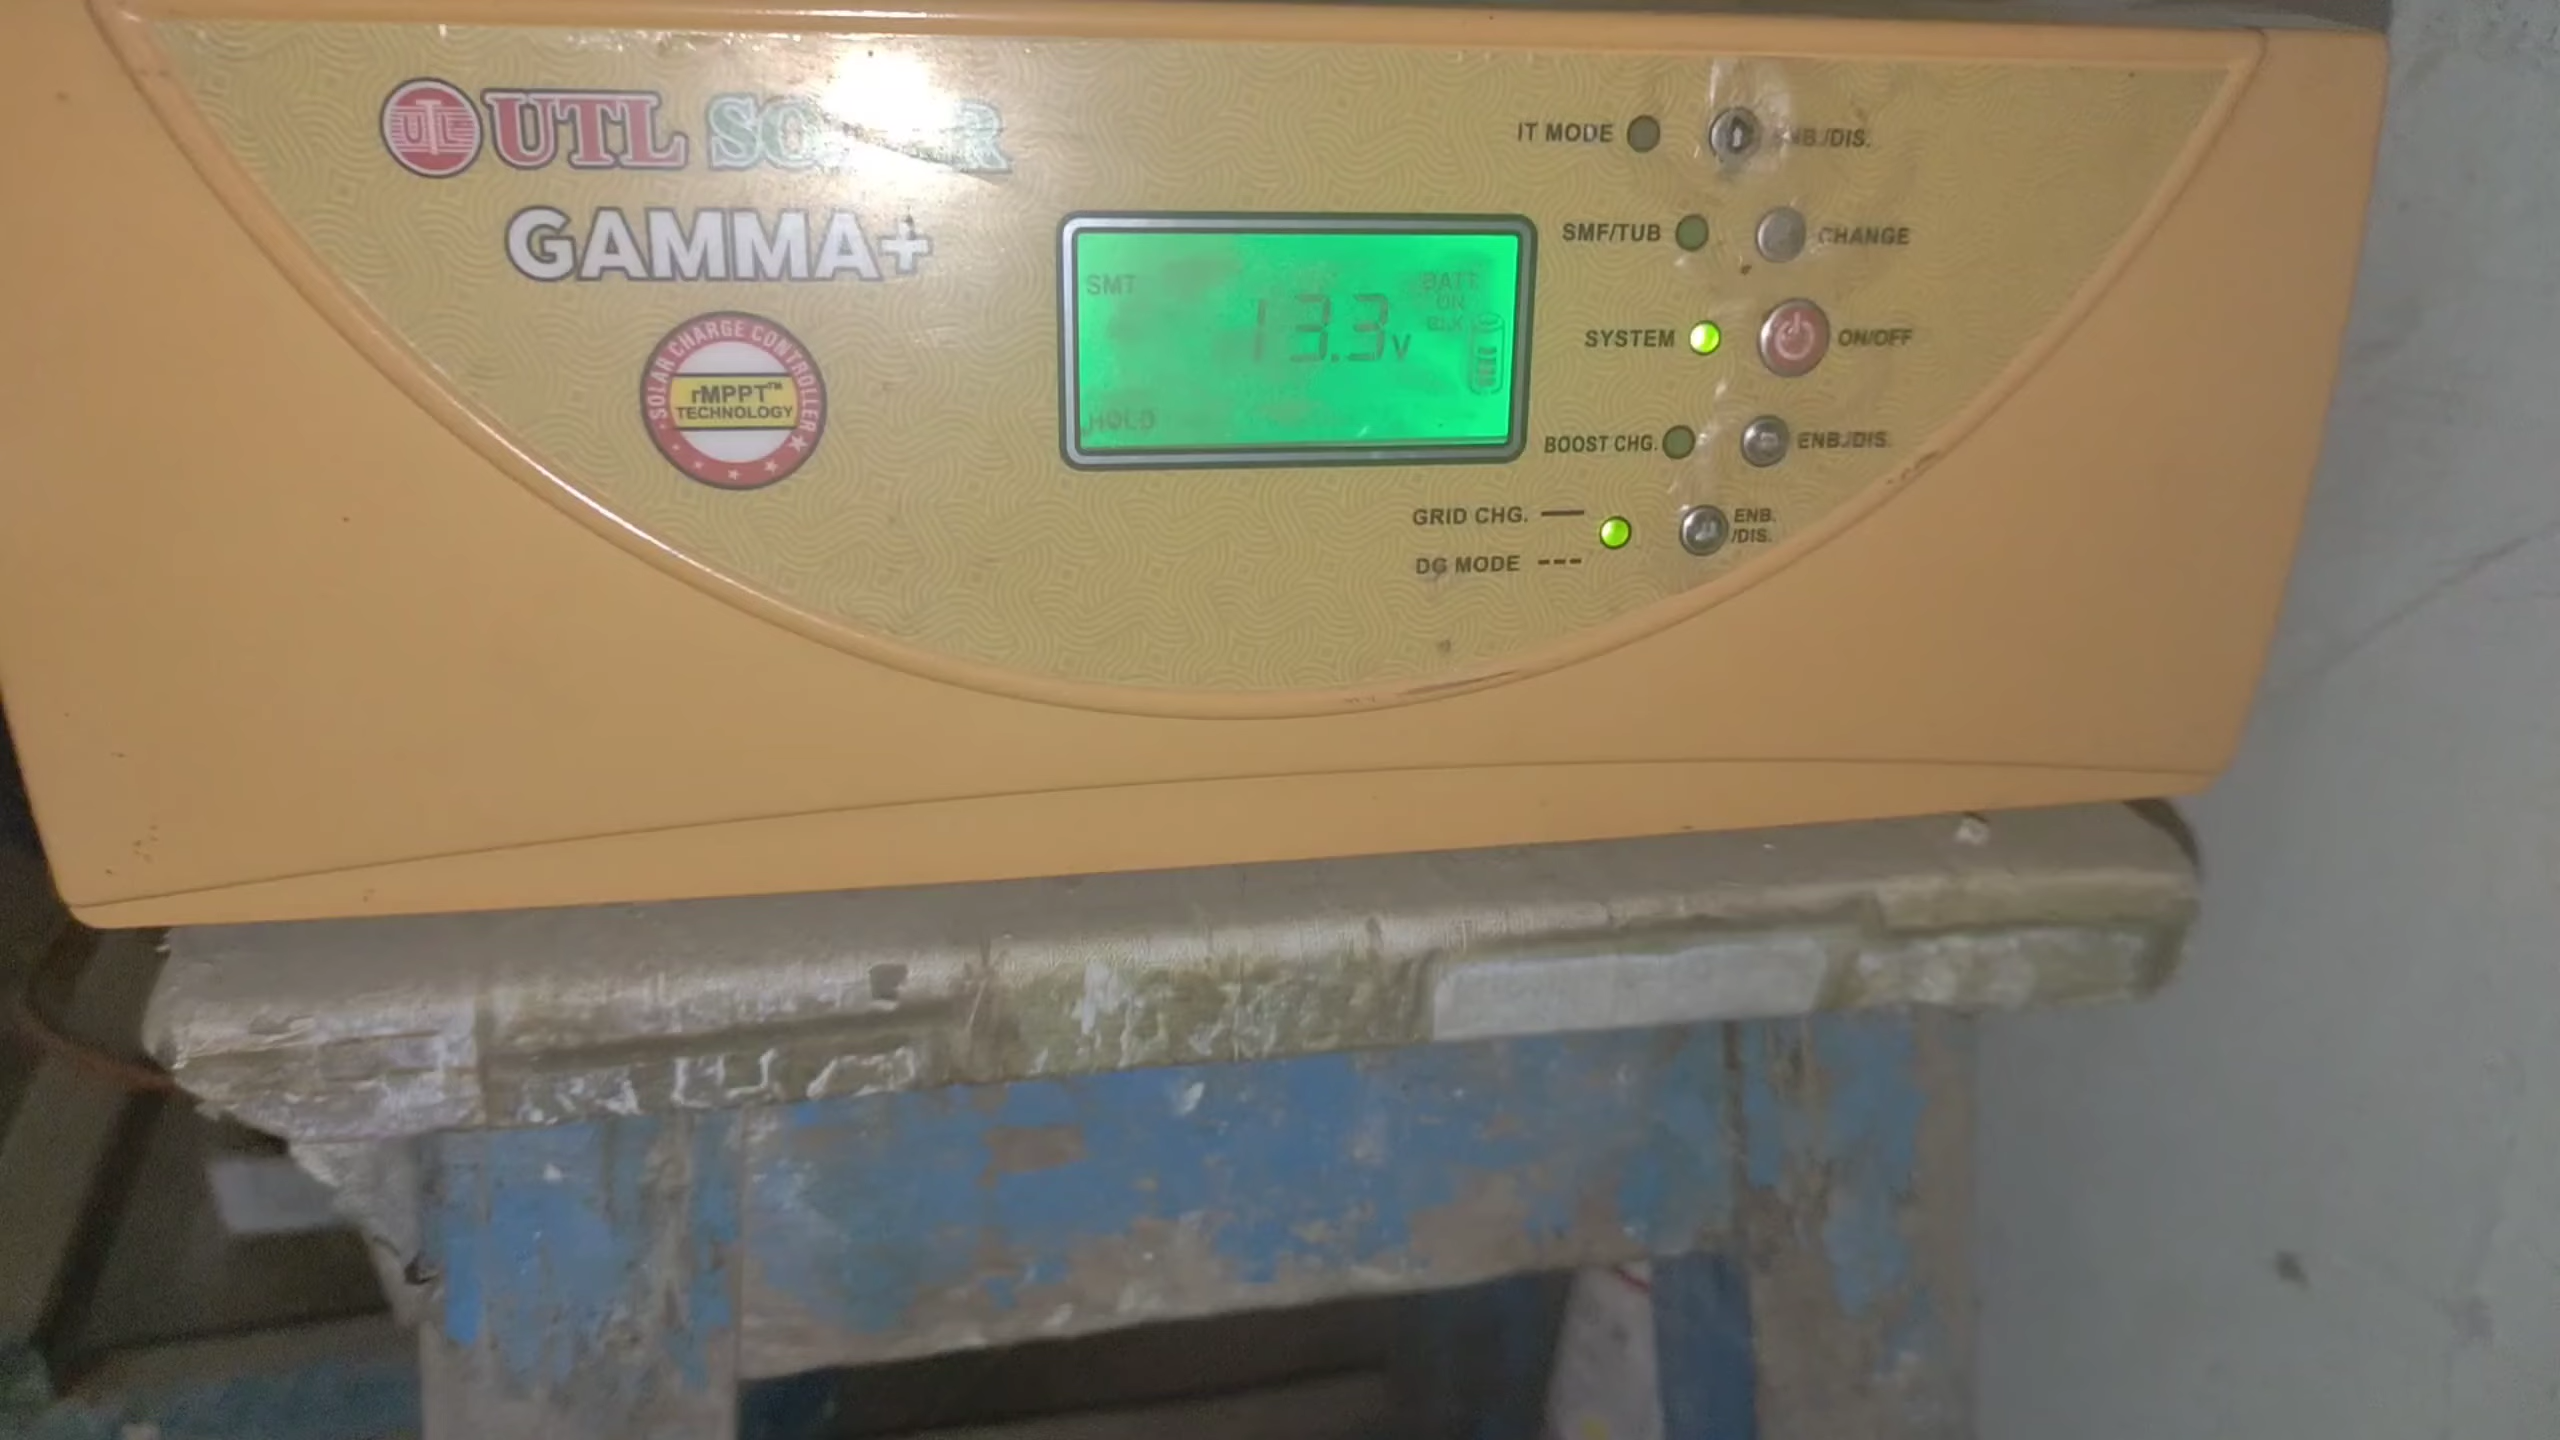 UTL SOLAR
GAMMA+
SOLAR CHARGE CONTROLLER
rMPPT™
TECHNOLOGY
SMT
BATT
ON
13.3V
HOLD
IT MODE ENB./DIS.
SMF/TUB CHANGE
SYSTEM ON/OFF
BOOST CHG. ENB./DIS.
GRID CHG. ENB.
/DIS.
DG MODE